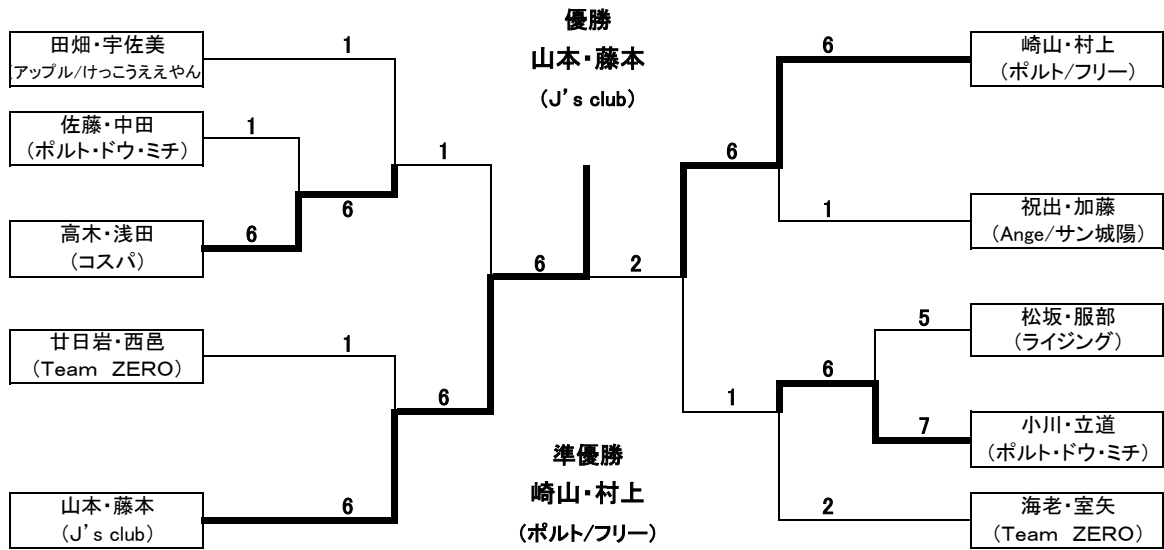 優勝
山本・藤本
(J's club)
田畑・宇佐美
(アップル/けっこうええやん
1
佐藤・中田
(ポルト・ドウ・ミチ)
1
高木・浅田
(コスパ)
6
6
1
廿日岩・西邑
(Team ZERO)
1
山本・藤本
(J's club)
6
6
6
2
6
崎山・村上
(ポルト/フリー)
6
1
祝出・加藤
(Ange/サン城陽)
5
松坂・服部
(ライジング)
6
1
7
小川・立道
(ポルト・ドウ・ミチ)
2
海老・室矢
(Team ZERO)
準優勝
崎山・村上
(ポルト/フリー)